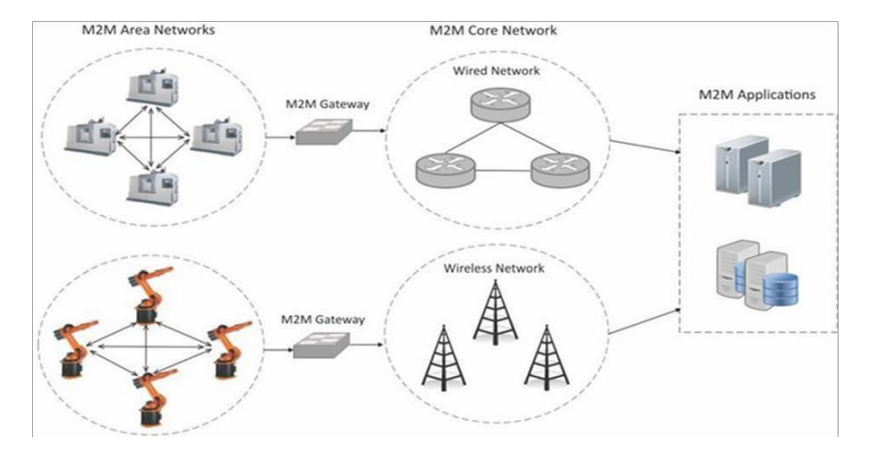 M2M Area Networks
M2M Core Network
Wired Network
M2M Gateway
M2M Applications
Wireless Network
M2M Gateway